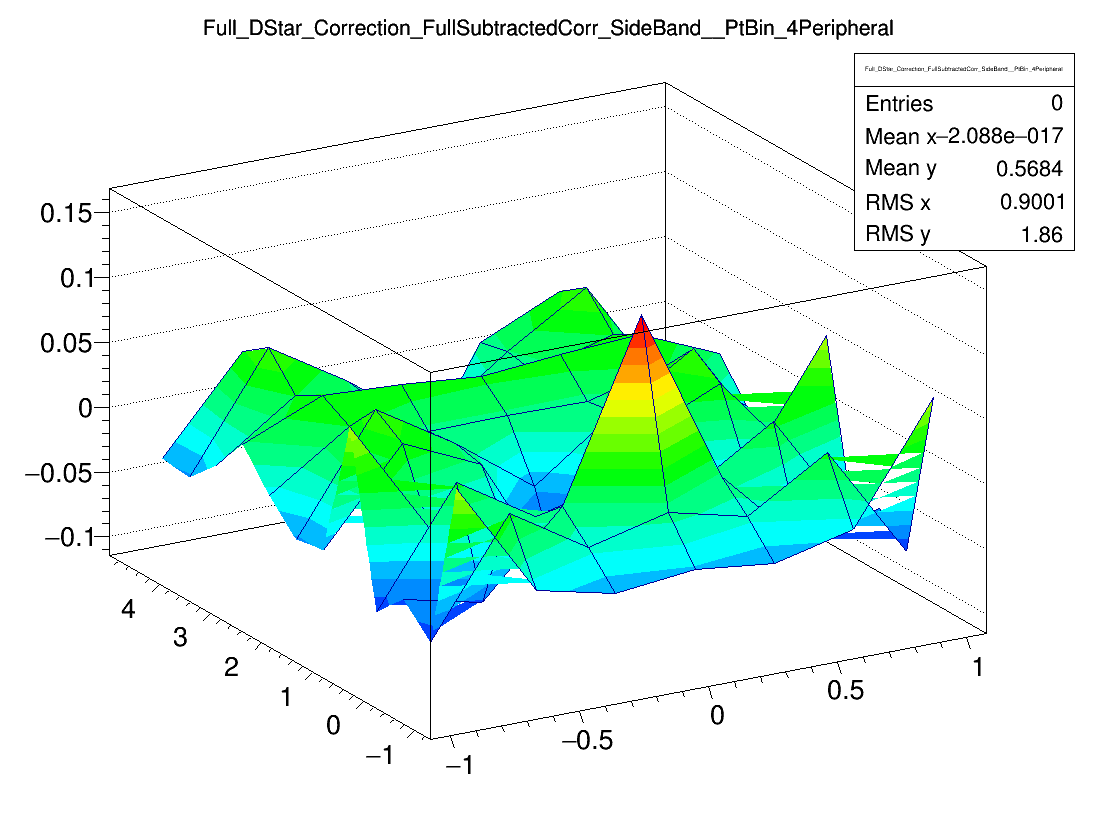 Full_DStar_Correction_FullSubtractedCorr_SideBand__PtBin_4Peripheral
Full_DStar_Correction_FullSubtractedCorr_SideBand__PtBin_4Peripheral
Entries 0
Mean x −2.088e−017
Mean y 0.5684
RMS x 0.9001
RMS y 1.86
0.15
0.1
0.05
0
−0.05
−0.1
4
3
2
1
0
−1
−1
−0.5
0
0.5
1